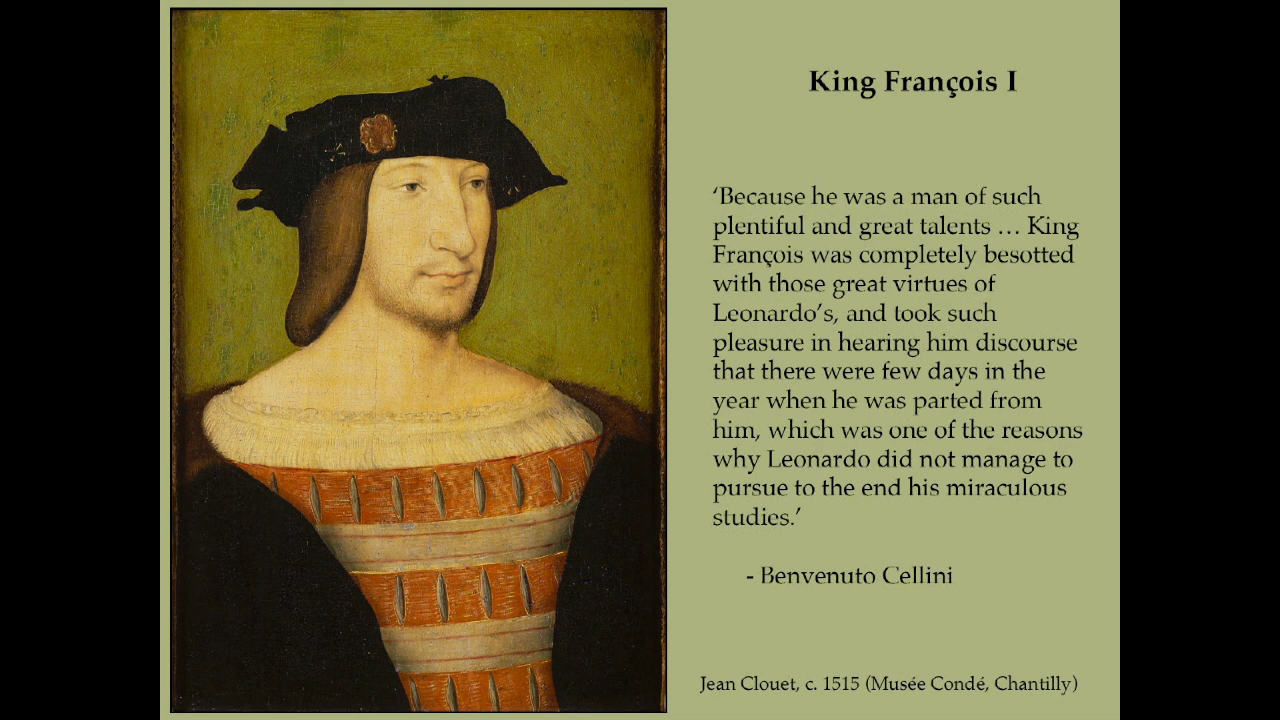 King François I
‘Because he was a man of such
plentiful and great talents … King
François was completely besotted
with those great virtues of
Leonardo’s, and took such
pleasure in hearing him discourse
that there were few days in the
year when he was parted from
him, which was one of the reasons
why Leonardo did not manage to
pursue to the end his miraculous
studies.’
- Benvenuto Cellini
Jean Clouet, c. 1515 (Musée Condé, Chantilly)